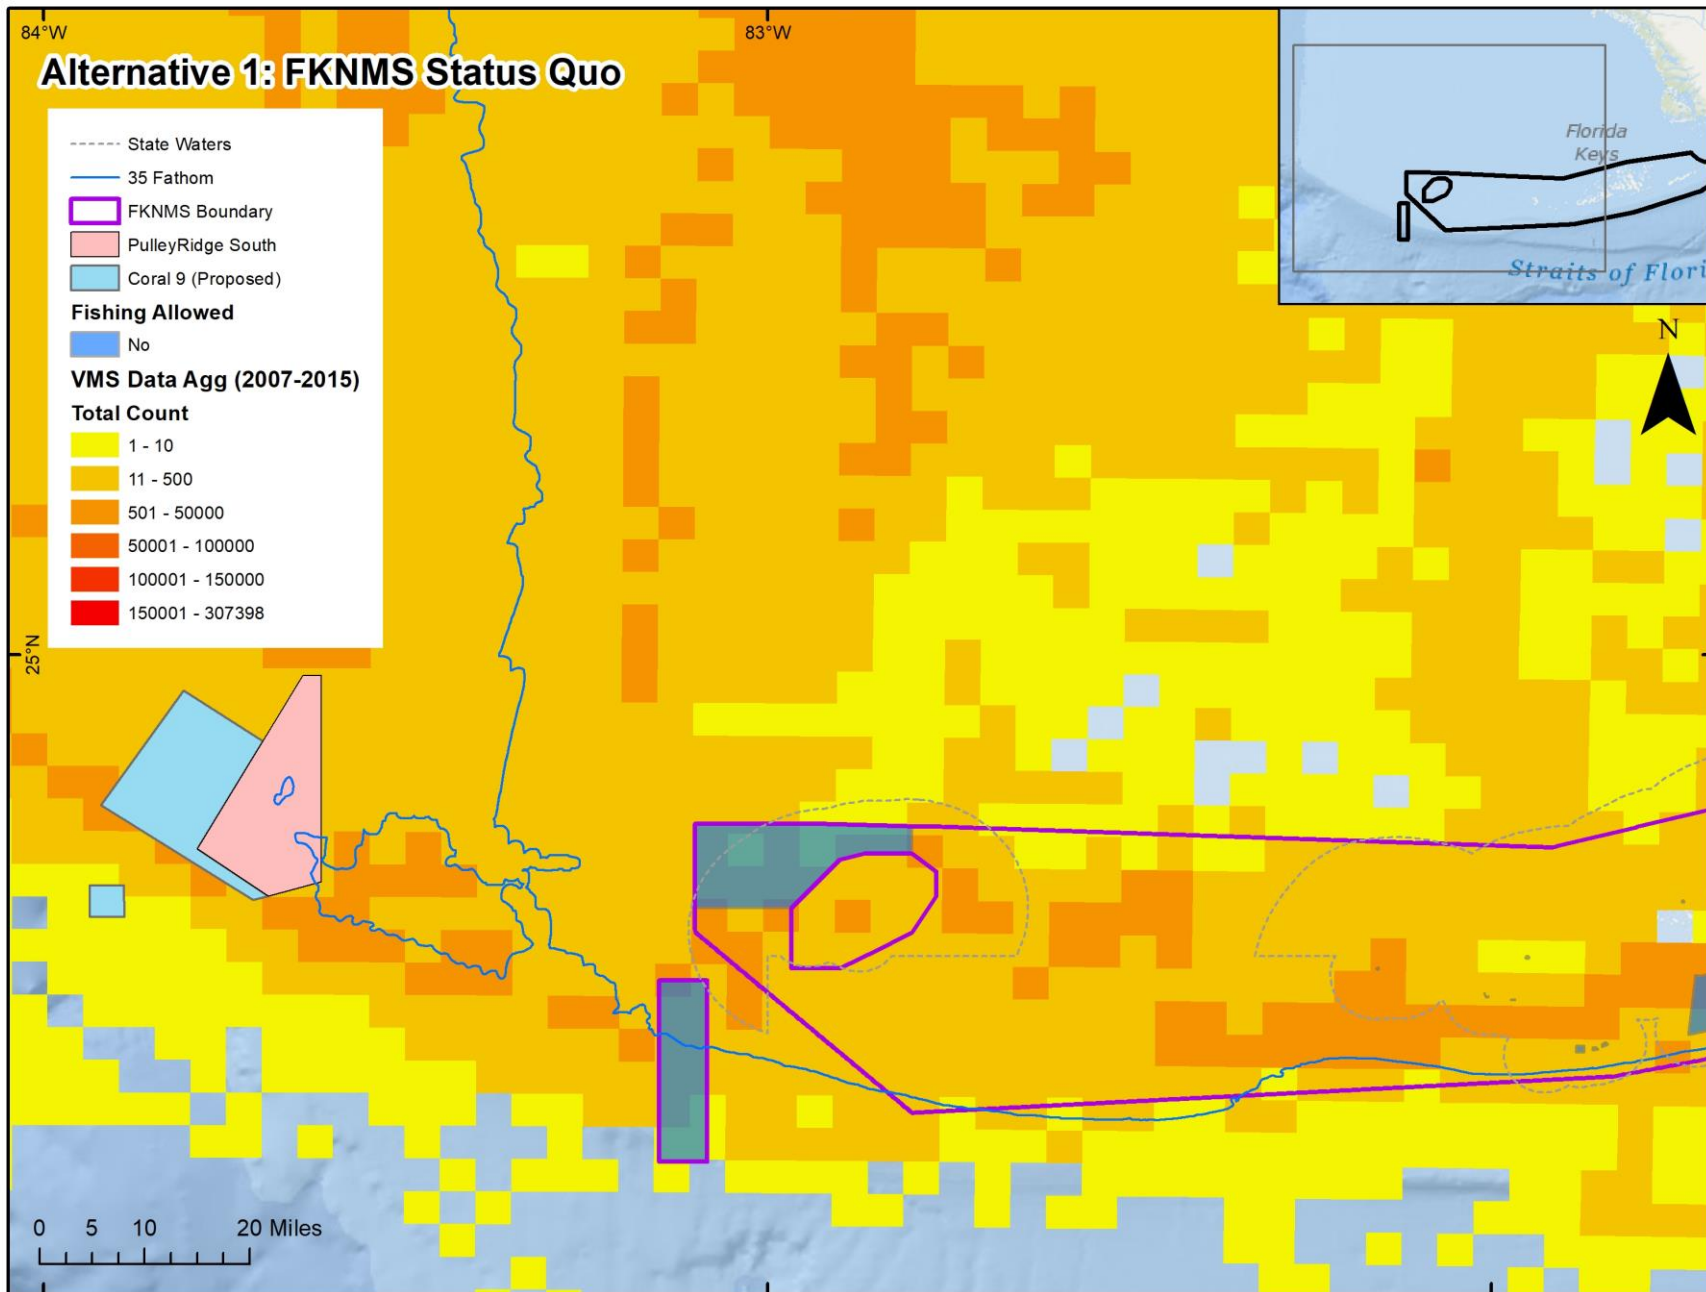 84°W
83°W
Alternative 1: FKNMS Status Quo
State Waters
35 Fathom
FKNMS Boundary
PulleyRidge South
Coral 9 (Proposed)
Fishing Allowed
No
VMS Data Agg (2007-2015)
Total Count
1 - 10
11 - 500
501 - 50000
50001 - 100000
100001 - 150000
150001 - 307398
25°N
Florida
Keys
Straits of Flori
N
0 5 10 20 Miles